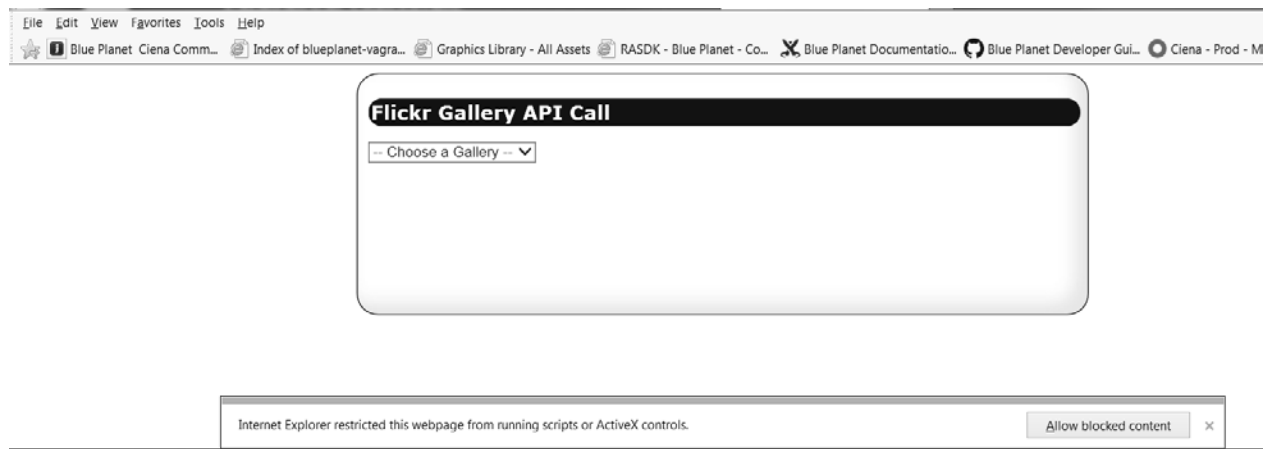 File Edit View Favorites Tools Help
Blue Planet Ciena Comm... Index of blueplanet-vagra... Graphics Library - All Assets RASDK - Blue Planet - Co... Blue Planet Documentatio... Blue Planet Developer Gui... Ciena - Prod - M
Flickr Gallery API Call
-- Choose a Gallery --
Internet Explorer restricted this webpage from running scripts or ActiveX controls. Allow blocked content ×